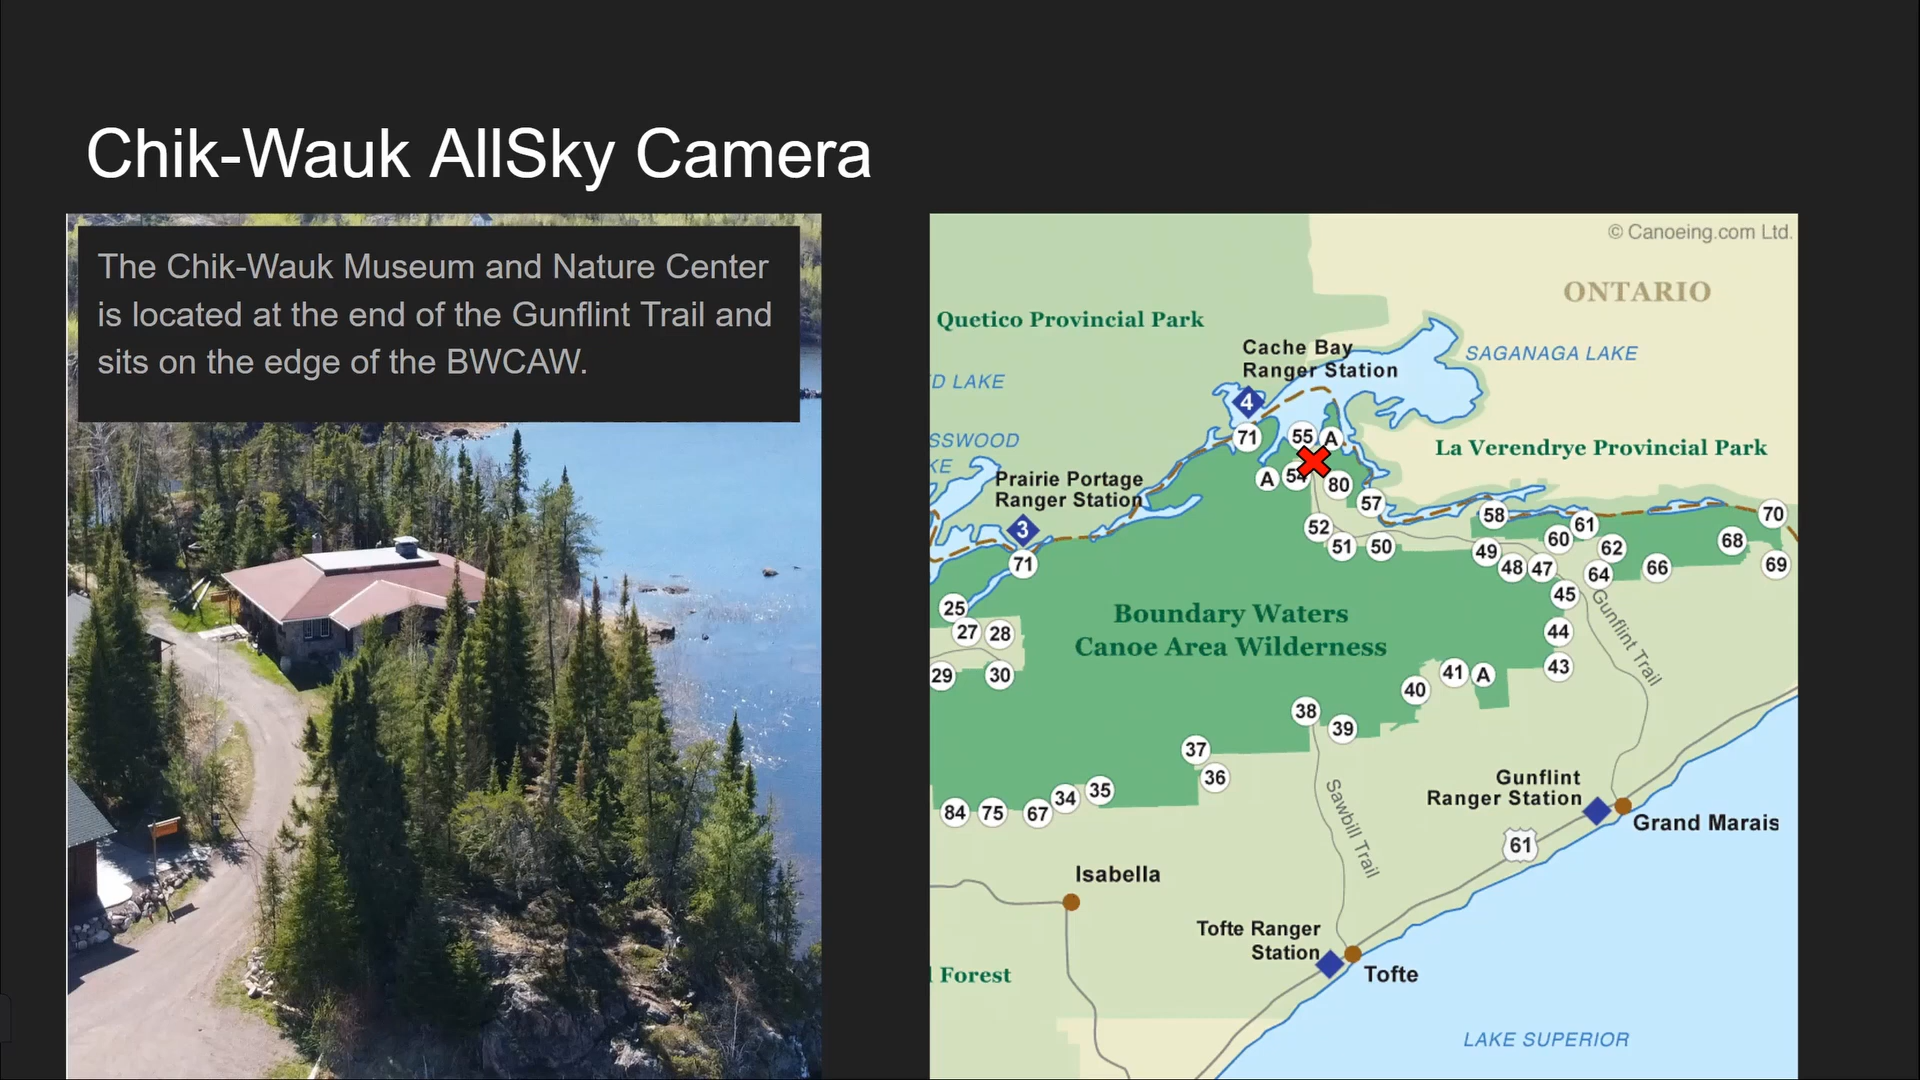 Chik-Wauk AllSky Camera
The Chik-Wauk Museum and Nature Center
is located at the end of the Gunflint Trail and
sits on the edge of the BWCAW.
© Canoeing.com Ltd.
ONTARIO
Quetico Provincial Park
Cache Bay
Ranger Station
SAGANAGA LAKE
D LAKE
4
71
55
A
La Verendrye Provincial Park
SSWOOD
KE
Prairie Portage
Ranger Station
A
54
80
57
3
71
52
51
50
58
61
70
60
62
68
49
48
47
64
66
69
45
25
27
28
44
Gunflint Trail
Boundary Waters
Canoe Area Wilderness
29
30
43
41
A
40
38
39
37
36
84
75
67
34
35
Sawbill Trail
Gunflint
Ranger Station
Grand Marais
61
Isabella
Tofte Ranger
Station
Tofte
Forest
LAKE SUPERIOR